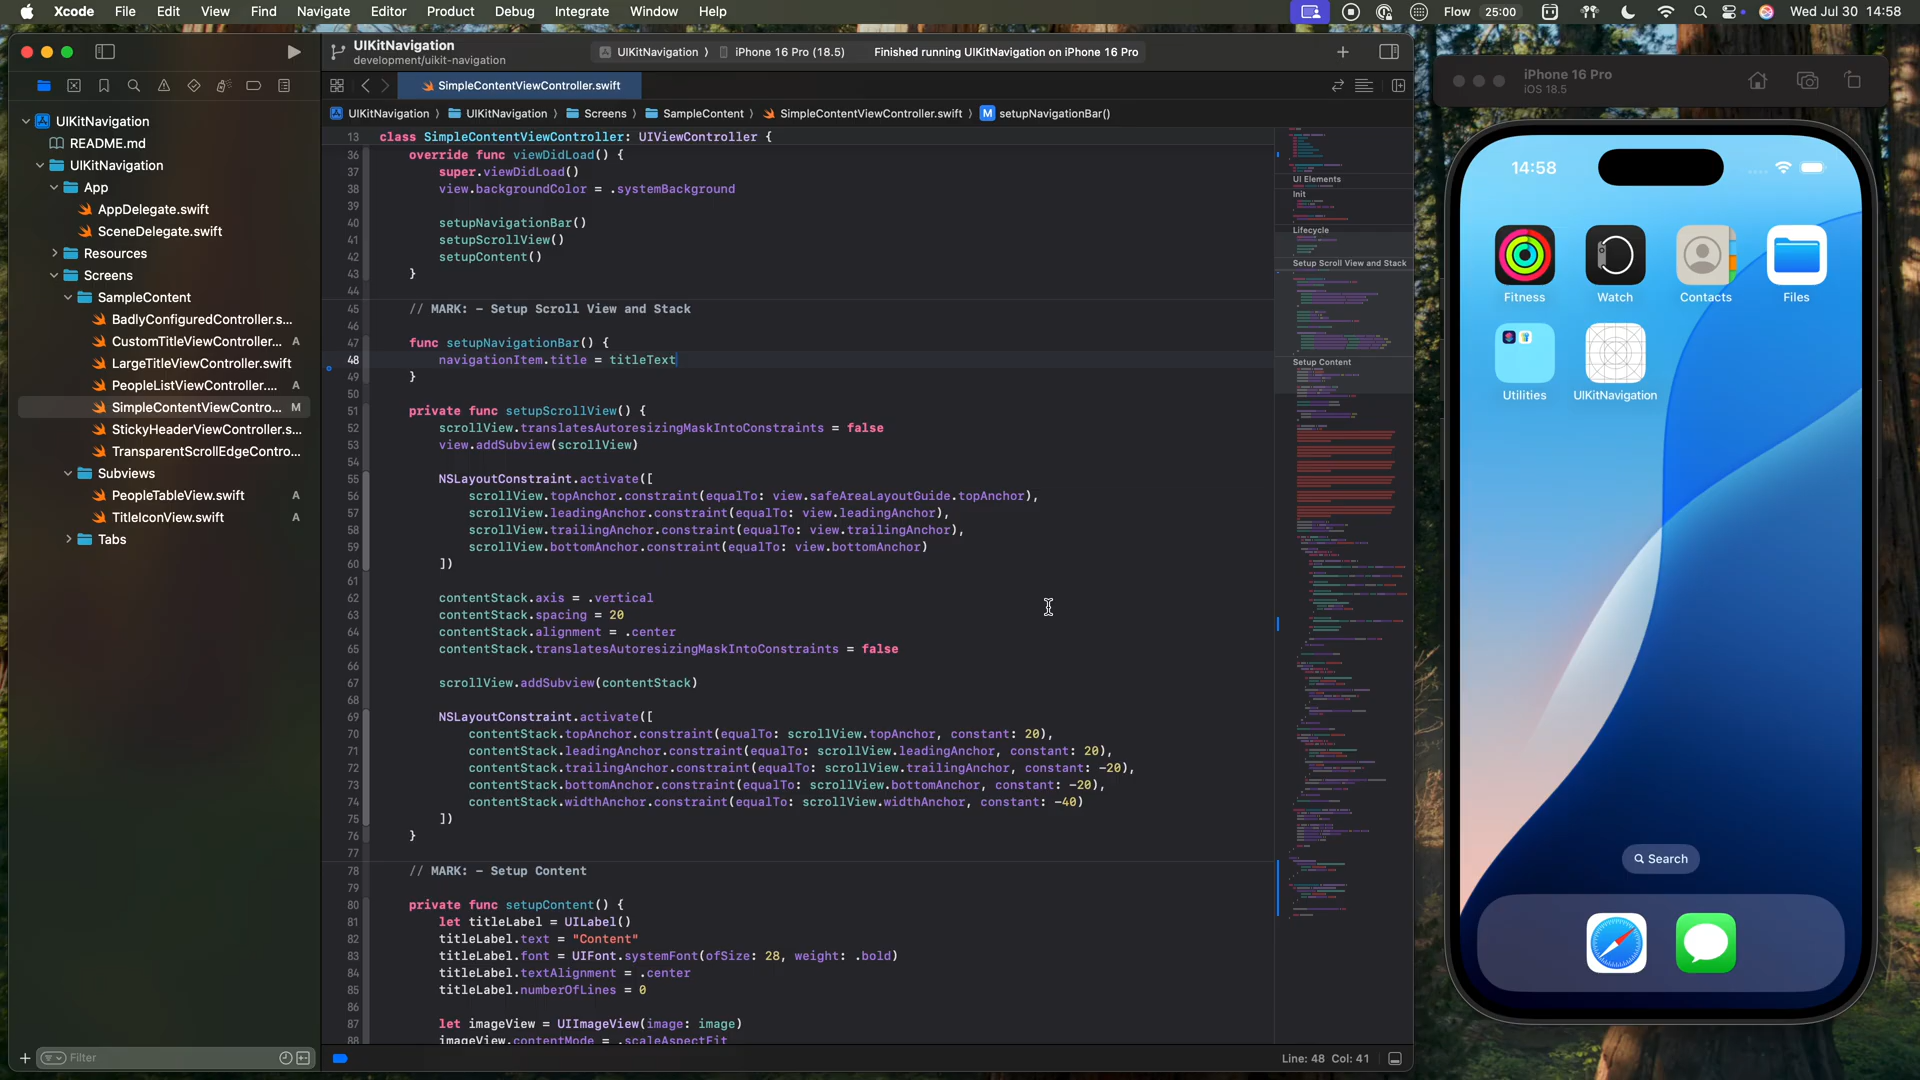 Xcode File Edit View Find Navigate Editor Product Debug Integrate Window Help
Flow 25:00 Wed Jul 30 14:58
UIKitNavigation
development/uikit-navigation
UIKitNavigation iPhone 16 Pro (18.5) Finished running UIKitNavigation on iPhone 16 Pro
SimpleContentViewController.swift
UIKitNavigation UIKitNavigation Screens SampleContent SimpleContentViewController.swift M setupNavigationBar()
UIKitNavigation
README.md
UIKitNavigation
App
AppDelegate.swift
SceneDelegate.swift
Resources
Screens
SampleContent
BadlyConfiguredController.s...
CustomTitleViewController... A
LargeTitleViewController.swift
PeopleListViewController.... A
SimpleContentViewContro... M
StickyHeaderViewController.s...
TransparentScrollEdgeContro...
Subviews
PeopleTableView.swift A
TitleIconView.swift A
Tabs
Filter
13 class SimpleContentViewController: UIViewController {
36 override func viewDidLoad() {
37 super.viewDidLoad()
38 view.backgroundColor = .systemBackground
39
40 setupNavigationBar()
41 setupScrollView()
42 setupContent()
43 }
44
45 // MARK: - Setup Scroll View and Stack
46
47 func setupNavigationBar() {
48 navigationItem.title = titleText
49 }
50
51 private func setupScrollView() {
52 scrollView.translatesAutoresizingMaskIntoConstraints = false
53 view.addSubview(scrollView)
54
55 NSLayoutConstraint.activate([
56 scrollView.topAnchor.constraint(equalTo: view.safeAreaLayoutGuide.topAnchor),
57 scrollView.leadingAnchor.constraint(equalTo: view.leadingAnchor),
58 scrollView.trailingAnchor.constraint(equalTo: view.trailingAnchor),
59 scrollView.bottomAnchor.constraint(equalTo: view.bottomAnchor)
60 ])
61
62 contentStack.axis = .vertical
63 contentStack.spacing = 20
64 contentStack.alignment = .center
65 contentStack.translatesAutoresizingMaskIntoConstraints = false
66
67 scrollView.addSubview(contentStack)
68
69 NSLayoutConstraint.activate([
70 contentStack.topAnchor.constraint(equalTo: scrollView.topAnchor, constant: 20),
71 contentStack.leadingAnchor.constraint(equalTo: scrollView.leadingAnchor, constant: 20),
72 contentStack.trailingAnchor.constraint(equalTo: scrollView.trailingAnchor, constant: -20),
73 contentStack.bottomAnchor.constraint(equalTo: scrollView.bottomAnchor, constant: -20),
74 contentStack.widthAnchor.constraint(equalTo: scrollView.widthAnchor, constant: -40)
75 ])
76 }
77
78 // MARK: - Setup Content
79
80 private func setupContent() {
81 let titleLabel = UILabel()
82 titleLabel.text = "Content"
83 titleLabel.font = UIFont.systemFont(ofSize: 28, weight: .bold)
84 titleLabel.textAlignment = .center
85 titleLabel.numberOfLines = 0
86
87 let imageView = UIImageView(image: image)
88 imageView.contentMode = .scaleAspectFit
UI Elements
Init
Lifecycle
Setup Scroll View and Stack
Setup Content
Line: 48 Col: 41
iPhone 16 Pro
iOS 18.5
14:58
Fitness Watch Contacts Files
Utilities UIKitNavigation
Search